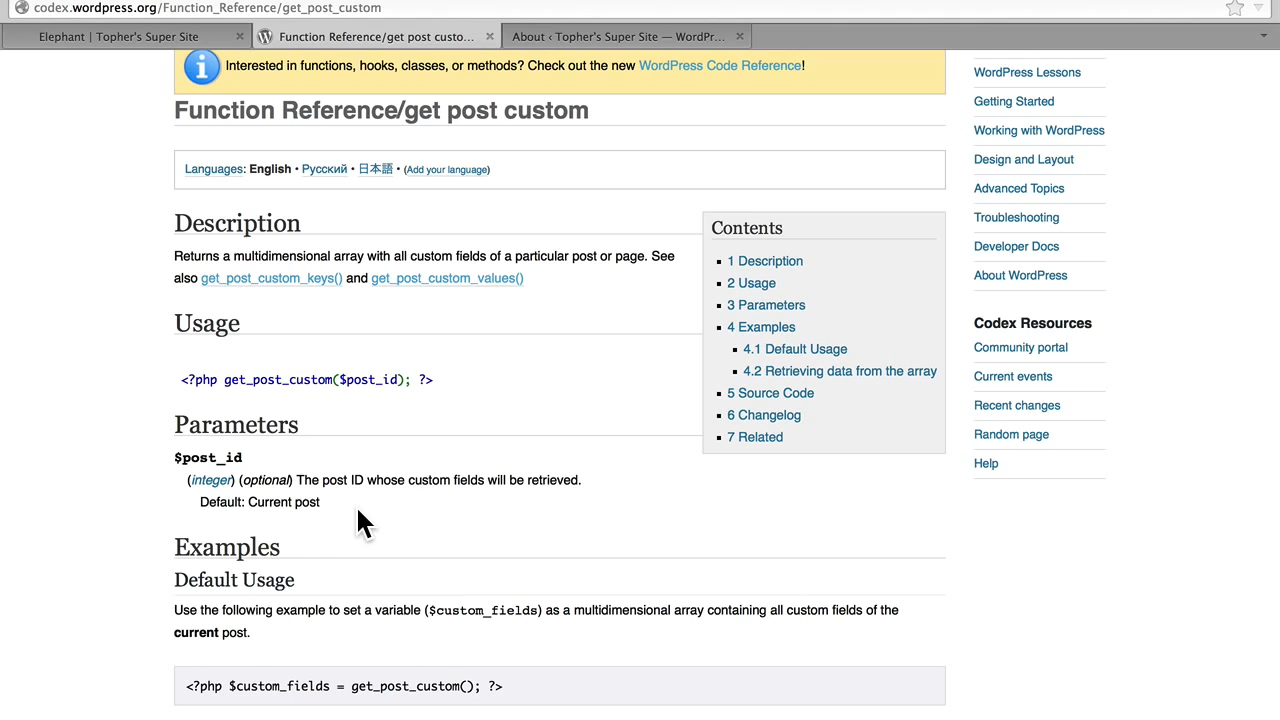 codex.wordpress.org/Function_Reference/get_post_custom
Elephant | Topher's Super Site
Function Reference/get post custo...
About ‹ Topher's Super Site — WordPr...
Interested in functions, hooks, classes, or methods? Check out the new WordPress Code Reference!
Function Reference/get post custom
Languages: English • Русский • 日本語 • (Add your language)
Description
Returns a multidimensional array with all custom fields of a particular post or page. See
also get_post_custom_keys() and get_post_custom_values()
Usage
<?php get_post_custom($post_id); ?>
Parameters
$post_id
(integer) (optional) The post ID whose custom fields will be retrieved.
Default: Current post
Examples
Default Usage
Use the following example to set a variable ($custom_fields) as a multidimensional array containing all custom fields of the
current post.
<?php $custom_fields = get_post_custom(); ?>
Contents
1 Description
2 Usage
3 Parameters
4 Examples
4.1 Default Usage
4.2 Retrieving data from the array
5 Source Code
6 Changelog
7 Related
WordPress Lessons
Getting Started
Working with WordPress
Design and Layout
Advanced Topics
Troubleshooting
Developer Docs
About WordPress
Codex Resources
Community portal
Current events
Recent changes
Random page
Help